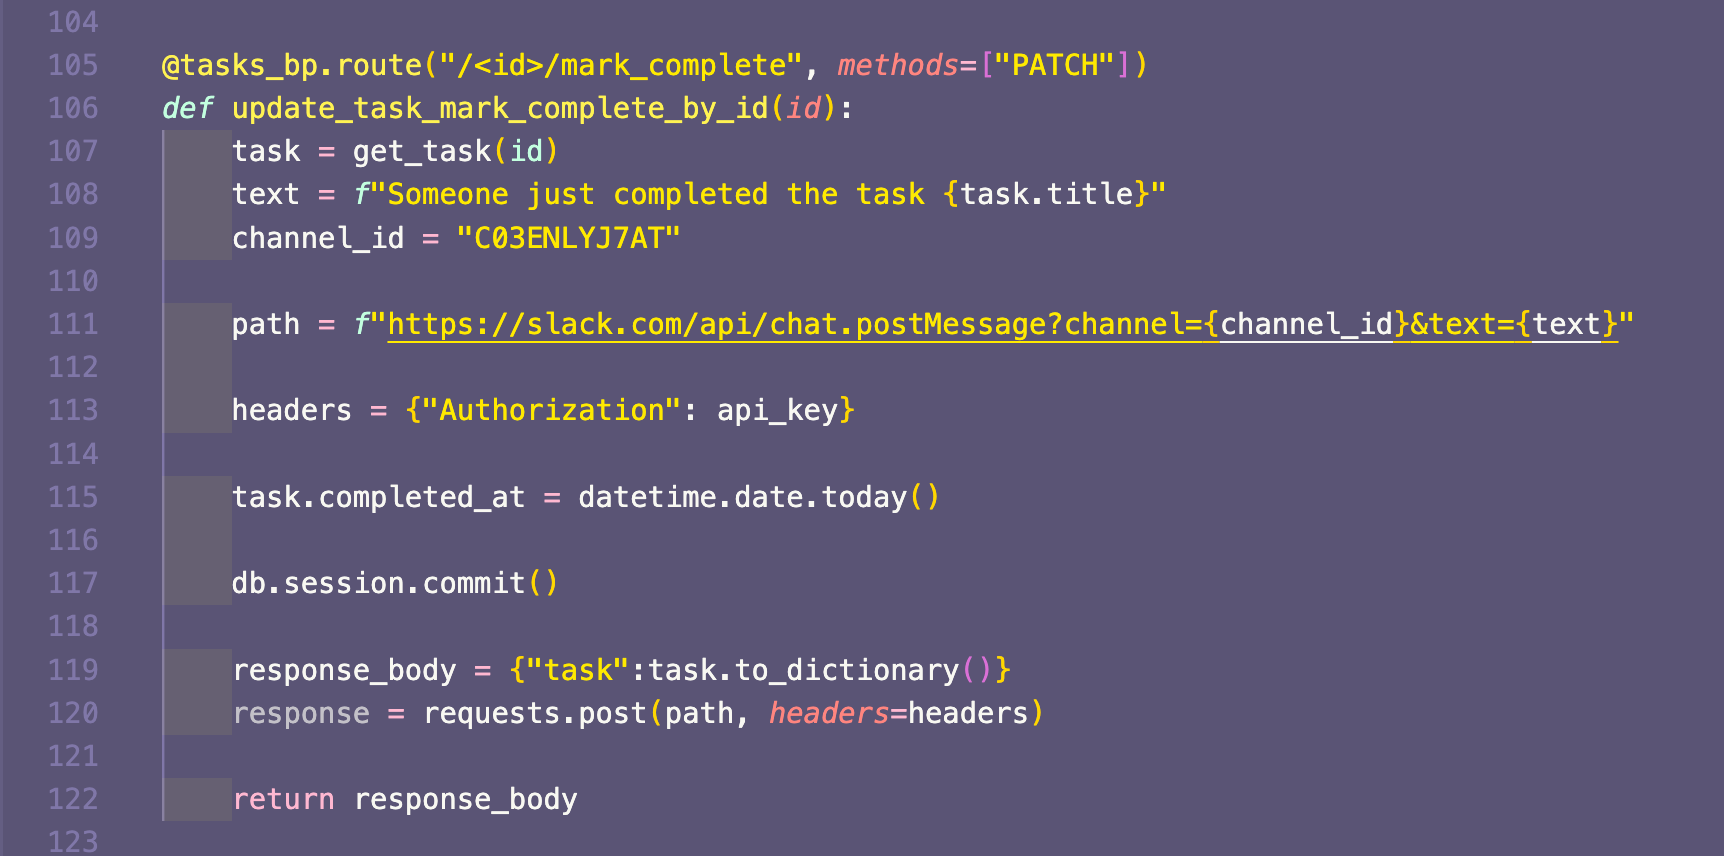 104
105 @tasks_bp.route("/<id>/mark_complete", methods=["PATCH"])
106 def update_task_mark_complete_by_id(id):
107     task = get_task(id)
108     text = f"Someone just completed the task {task.title}"
109     channel_id = "C03ENLYJ7AT"
110
111     path = f"https://slack.com/api/chat.postMessage?channel={channel_id}&text={text}"
112
113     headers = {"Authorization": api_key}
114
115     task.completed_at = datetime.date.today()
116
117     db.session.commit()
118
119     response_body = {"task":task.to_dictionary()}
120     response = requests.post(path, headers=headers)
121
122     return response_body
123